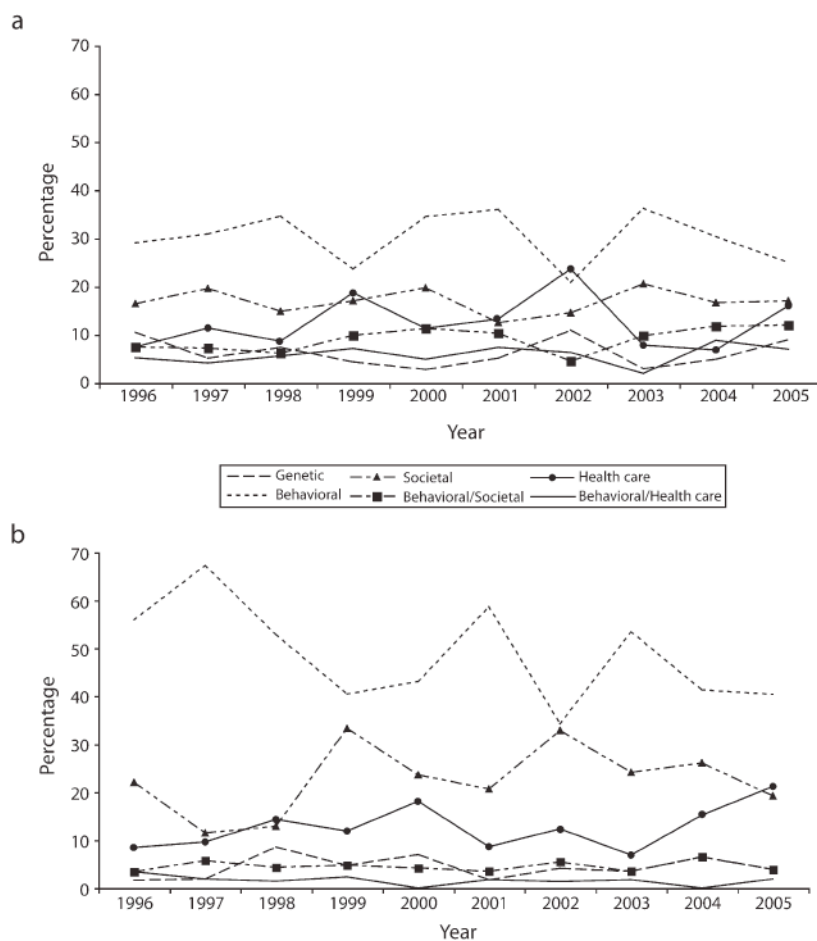 a
70
60
50
40
30
20
10
0
Percentage
1996 1997 1998 1999 2000 2001 2002 2003 2004 2005
Year
Genetic Societal Health care
Behavioral Behavioral/Societal Behavioral/Health care
b
70
60
50
40
30
20
10
0
Percentage
1996 1997 1998 1999 2000 2001 2002 2003 2004 2005
Year